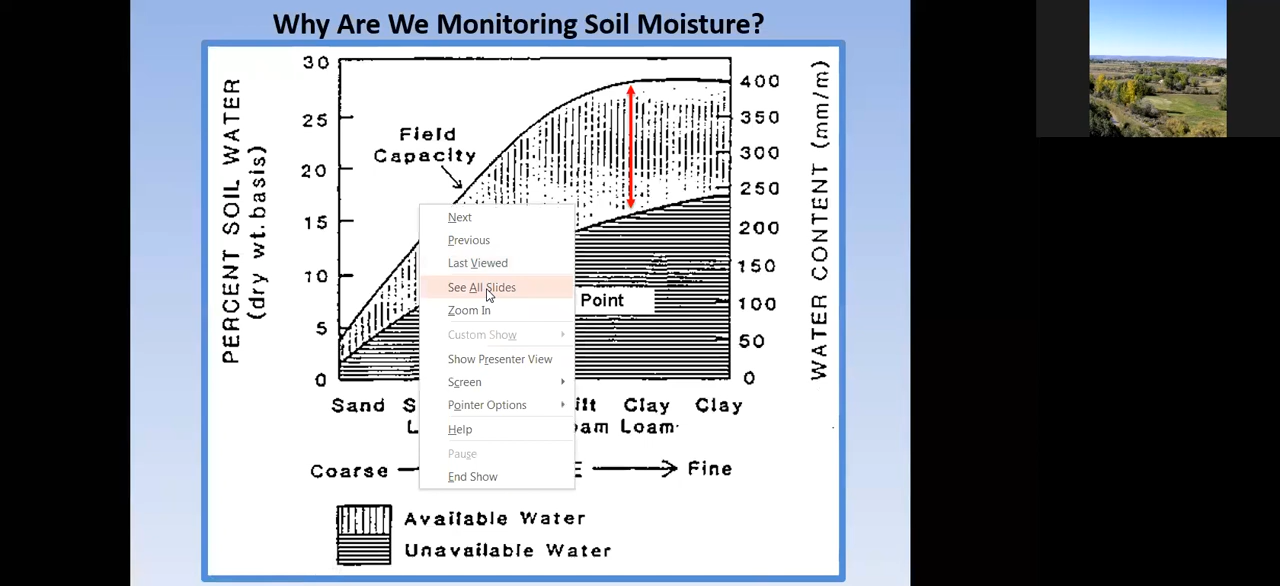 Why Are We Monitoring Soil Moisture?
PERCENT SOIL WATER
(dry wt. basis)
30
25
20
15
10
5
0
Field
Capacity
Point
400
350
300
250
200
150
100
50
0
WATER CONTENT (mm/m)
Next
Previous
Last Viewed
See All Slides
Zoom In
Custom Show
Show Presenter View
Screen
Pointer Options
Help
Pause
End Show
Sand S ilt Clay Clay
L oam Loam
Coarse E Fine
Available Water
Unavailable Water